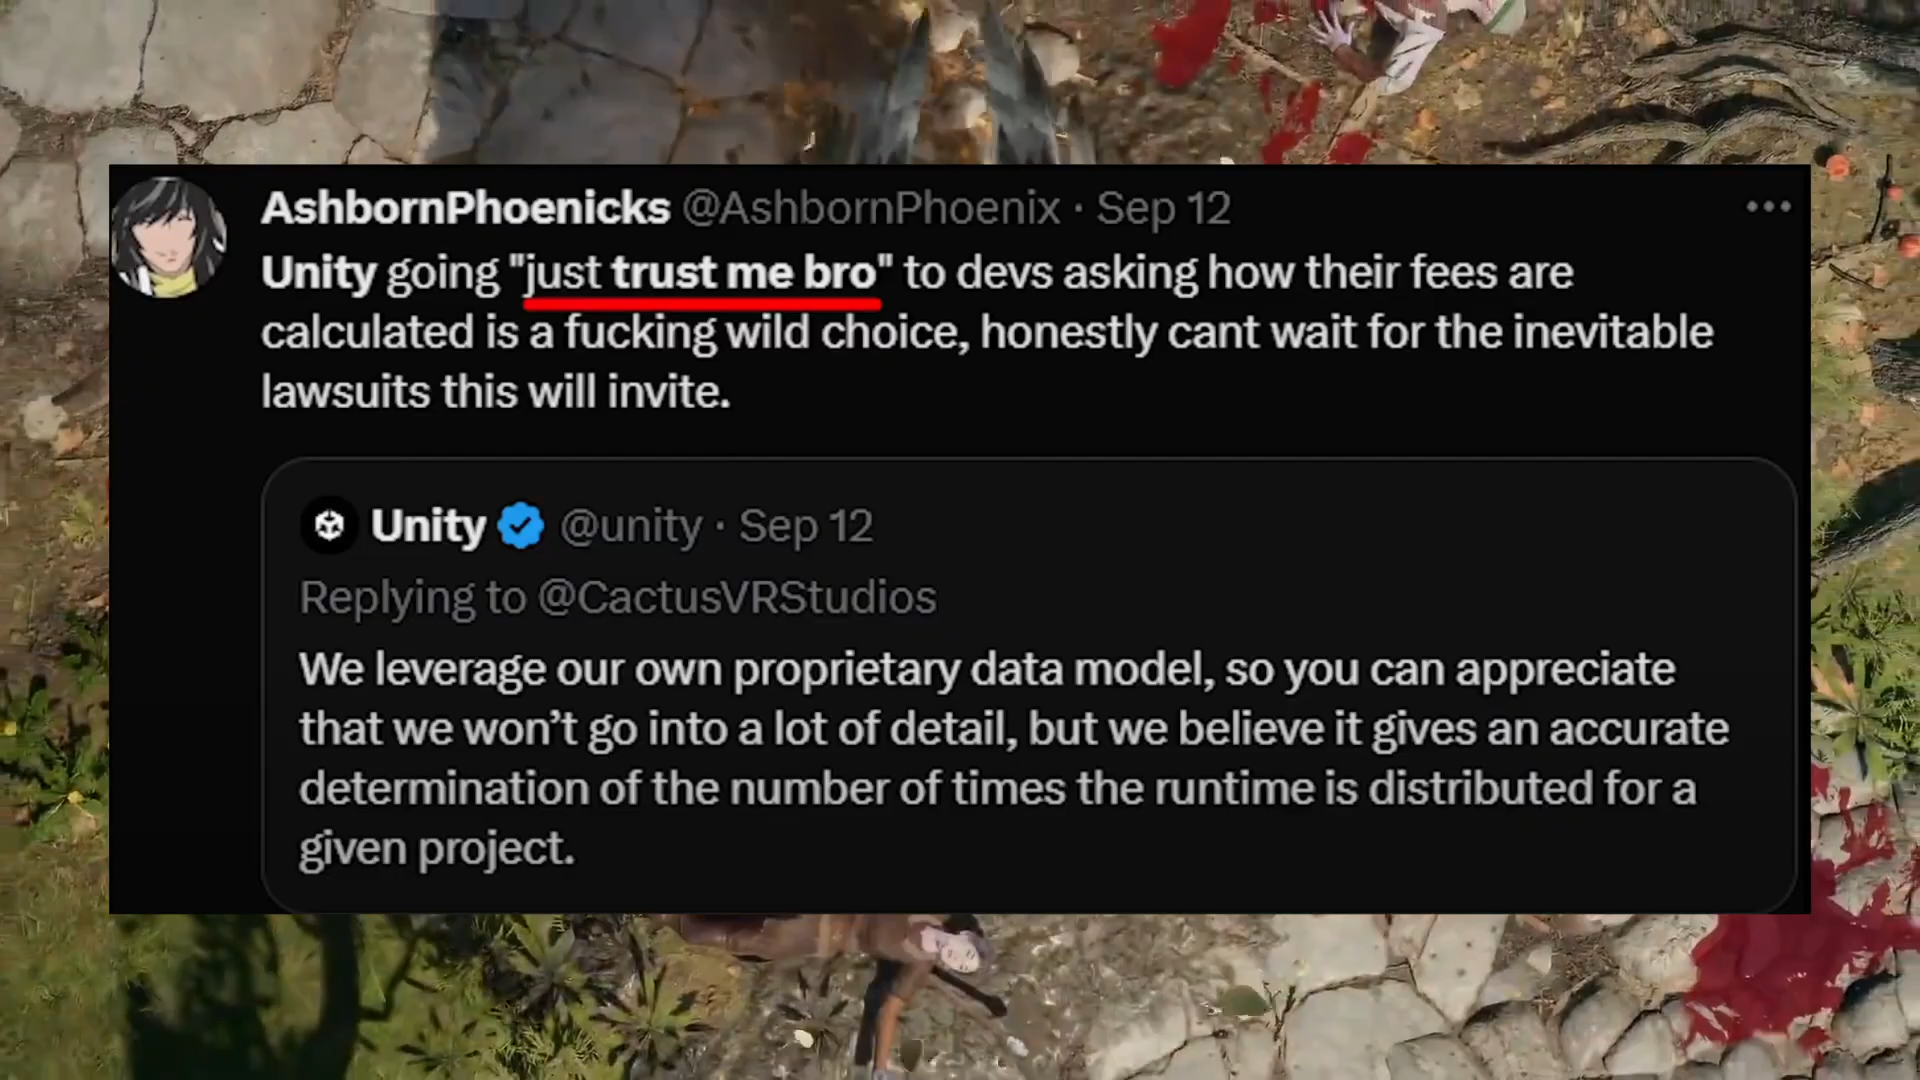 AshbornPhoenicks @AshbornPhoenix · Sep 12
Unity going "just trust me bro" to devs asking how their fees are
calculated is a fucking wild choice, honestly cant wait for the inevitable
lawsuits this will invite.
Unity @unity · Sep 12
Replying to @CactusVRStudios
We leverage our own proprietary data model, so you can appreciate
that we won’t go into a lot of detail, but we believe it gives an accurate
determination of the number of times the runtime is distributed for a
given project.